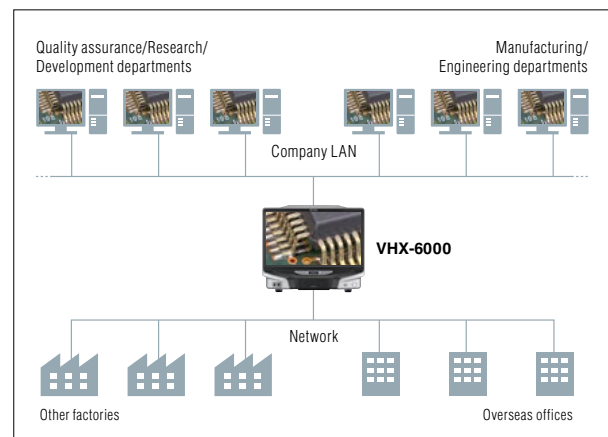 Quality assurance/Research/
Development departments
Manufacturing/
Engineering departments
Company LAN
VHX-6000
Network
Other factories
Overseas offices